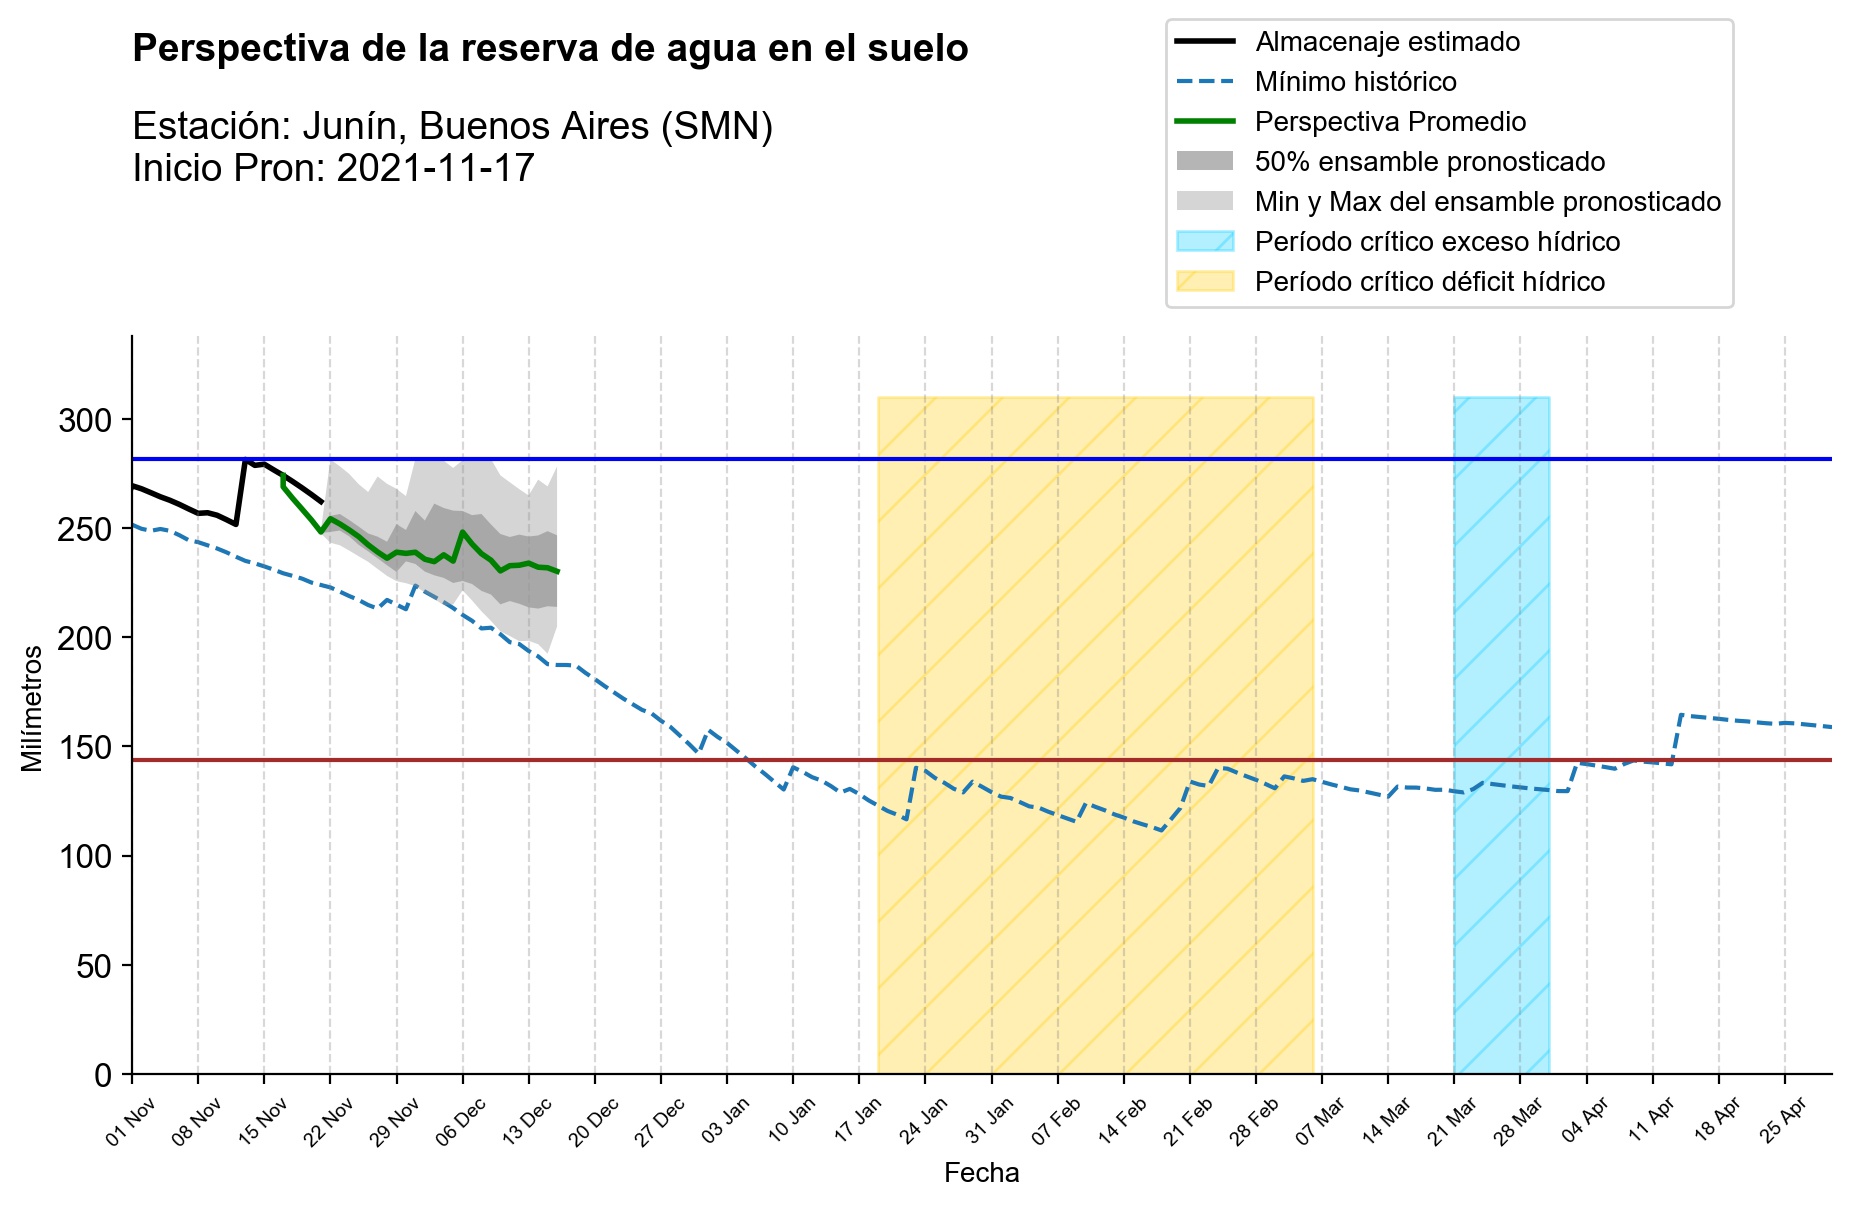 Perspectiva de la reserva de agua en el suelo
Estación: Junín, Buenos Aires (SMN)
Inicio Pron: 2021-11-17
Almacenaje estimado
Mínimo histórico
Perspectiva Promedio
50% ensamble pronosticado
Min y Max del ensamble pronosticado
Período crítico exceso hídrico
Período crítico déficit hídrico
Milímetros
300
250
200
150
100
50
0
01 Nov
08 Nov
15 Nov
22 Nov
29 Nov
06 Dec
13 Dec
20 Dec
27 Dec
03 Jan
10 Jan
17 Jan
24 Jan
31 Jan
07 Feb
14 Feb
21 Feb
28 Feb
07 Mar
14 Mar
21 Mar
28 Mar
04 Apr
11 Apr
18 Apr
25 Apr
Fecha